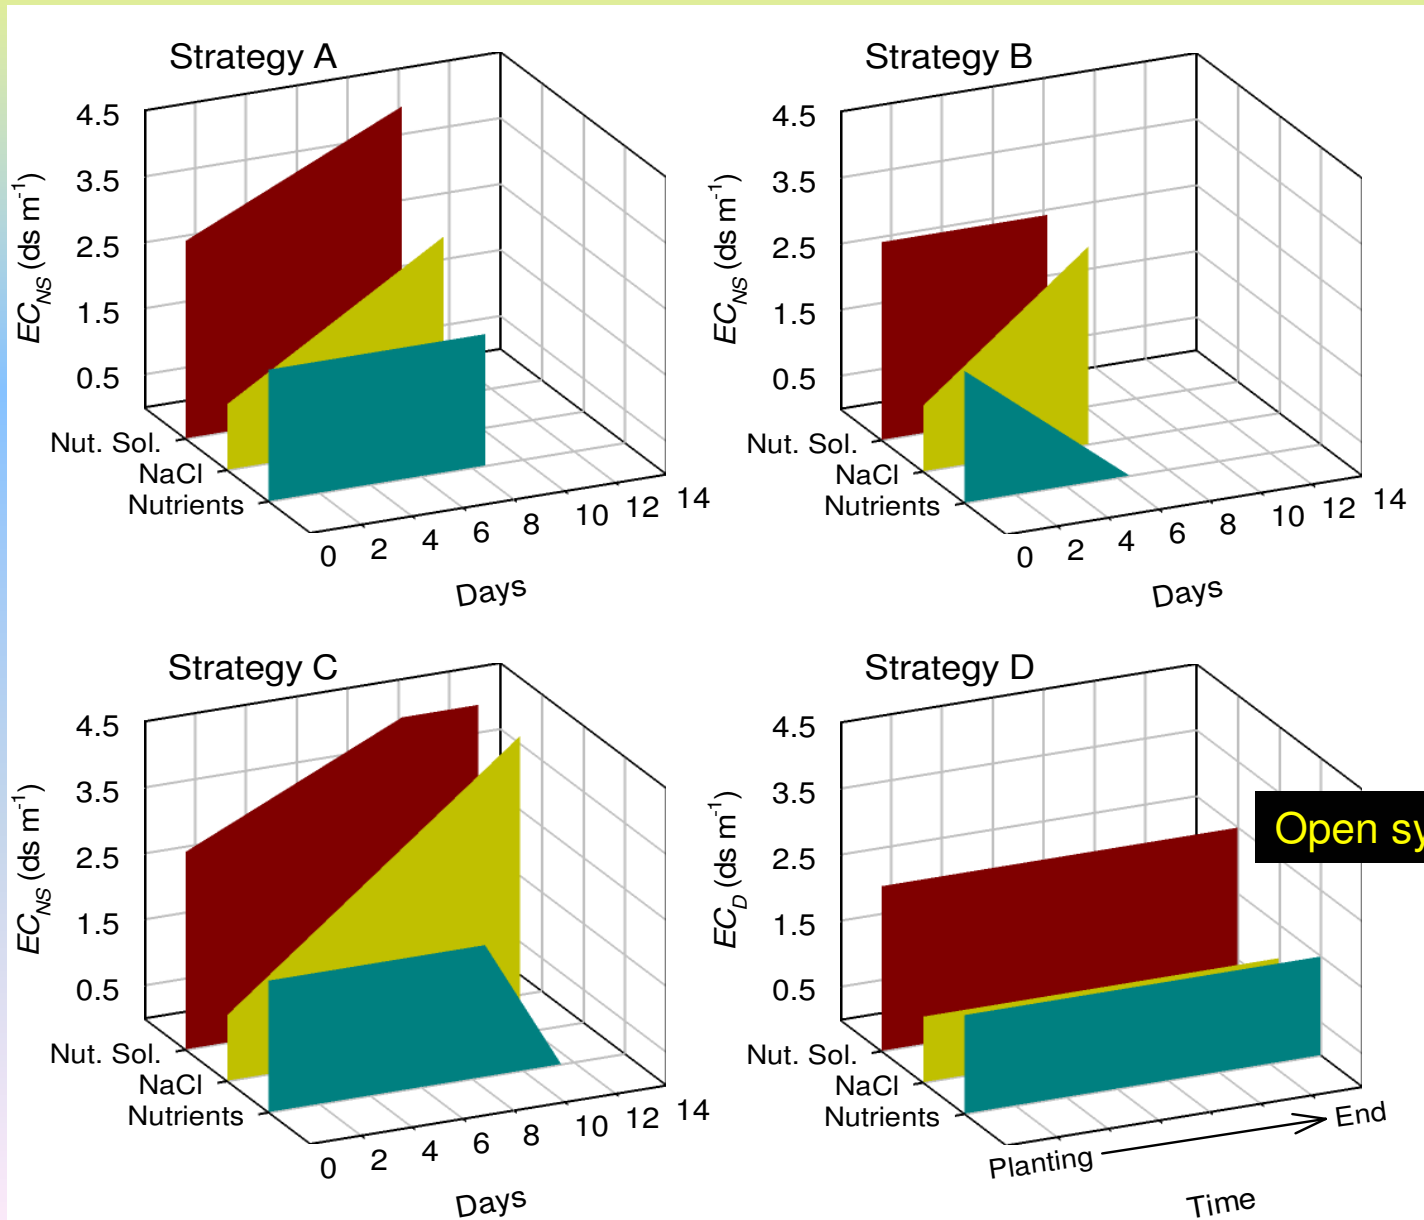 Strategy A
4.5
3.5
2.5
1.5
0.5
EC_NS (ds m⁻¹)
Nut. Sol.
NaCl
Nutrients
0 2 4 6 8 10 12 14
Days
Strategy B
4.5
3.5
2.5
1.5
0.5
EC_NS (ds m⁻¹)
Nut. Sol.
NaCl
Nutrients
0 2 4 6 8 10 12 14
Days
Strategy C
4.5
3.5
2.5
1.5
0.5
EC_NS (ds m⁻¹)
Nut. Sol.
NaCl
Nutrients
0 2 4 6 8 10 12 14
Days
Strategy D
4.5
3.5
2.5
1.5
0.5
EC_D (ds m⁻¹)
Nut. Sol.
NaCl
Nutrients
Open sy
Planting
End
Time